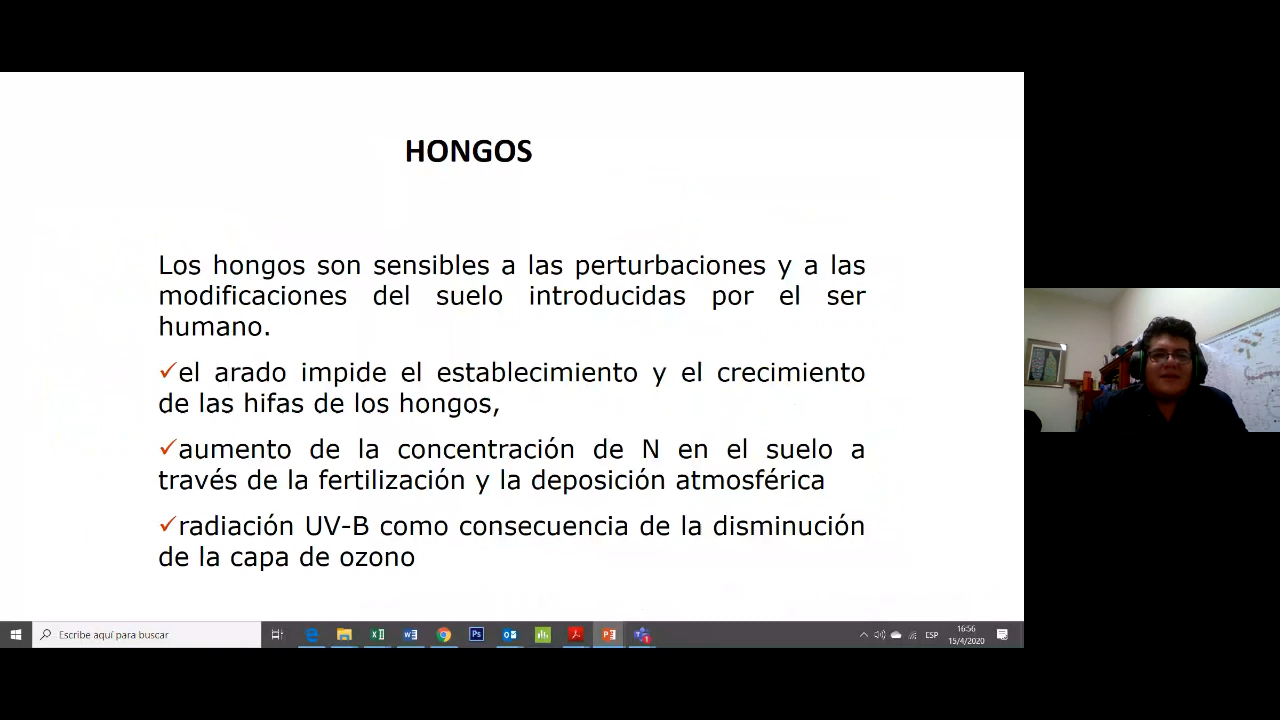 HONGOS
Los hongos son sensibles a las perturbaciones y a las
modificaciones del suelo introducidas por el ser
humano.
✓el arado impide el establecimiento y el crecimiento
de las hifas de los hongos,
✓aumento de la concentración de N en el suelo a
través de la fertilización y la deposición atmosférica
✓radiación UV-B como consecuencia de la disminución
de la capa de ozono
Escribe aquí para buscar
ESP
16:56
15/4/2020